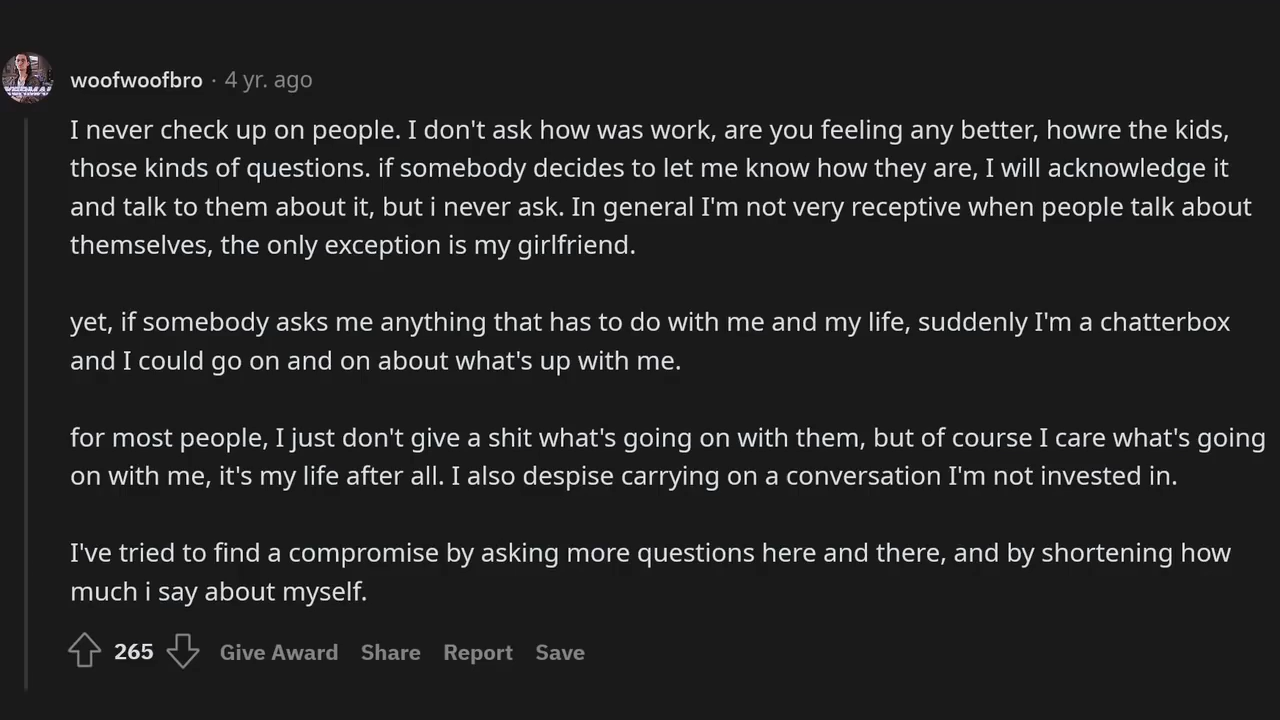 woofwoofbro · 4 yr. ago
I never check up on people. I don't ask how was work, are you feeling any better, howre the kids,
those kinds of questions. if somebody decides to let me know how they are, I will acknowledge it
and talk to them about it, but i never ask. In general I'm not very receptive when people talk about
themselves, the only exception is my girlfriend.
yet, if somebody asks me anything that has to do with me and my life, suddenly I'm a chatterbox
and I could go on and on about what's up with me.
for most people, I just don't give a shit what's going on with them, but of course I care what's going
on with me, it's my life after all. I also despise carrying on a conversation I'm not invested in.
I've tried to find a compromise by asking more questions here and there, and by shortening how
much i say about myself.
265 Give Award Share Report Save